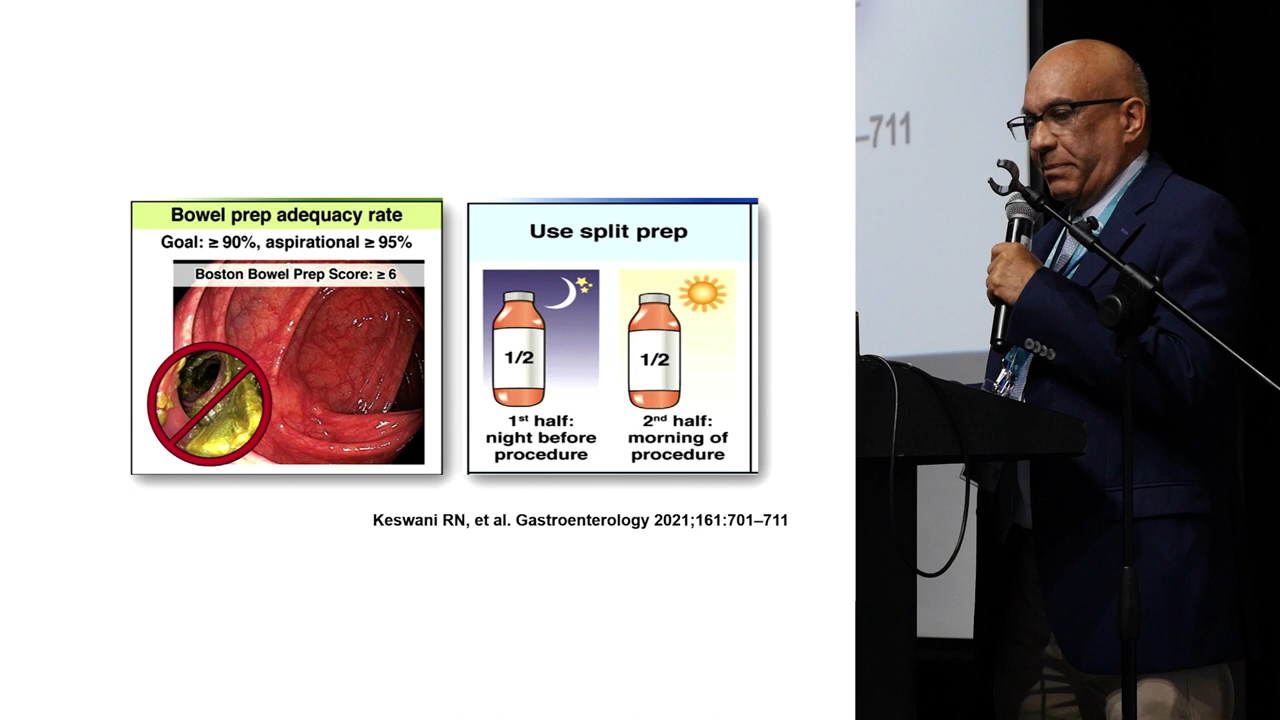 Bowel prep adequacy rate
Goal: ≥ 90%, aspirational ≥ 95%
Boston Bowel Prep Score: ≥ 6
Use split prep
1/2
1/2
1st half:
night before
procedure
2nd half:
morning of
procedure
Keswani RN, et al. Gastroenterology 2021;161:701–711
–711